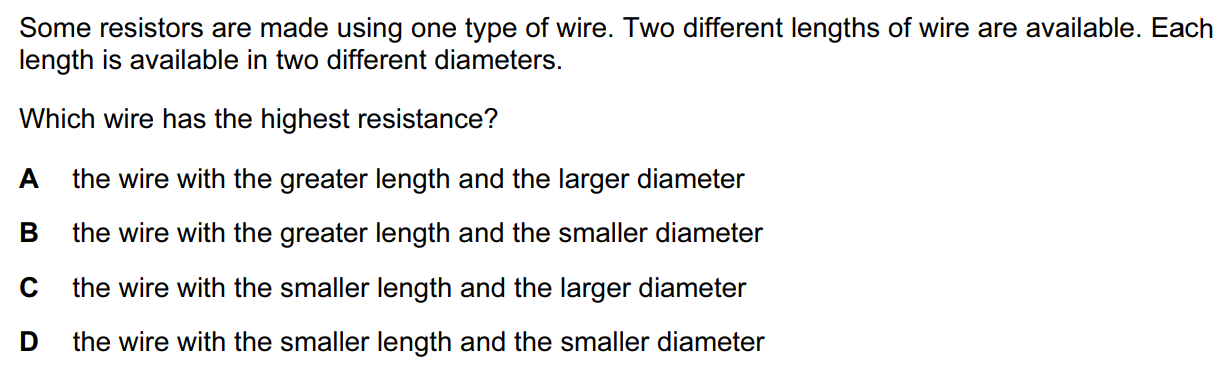 Some resistors are made using one type of wire. Two different lengths of wire are available. Each
length is available in two different diameters.
Which wire has the highest resistance?
A the wire with the greater length and the larger diameter
B the wire with the greater length and the smaller diameter
C the wire with the smaller length and the larger diameter
D the wire with the smaller length and the smaller diameter